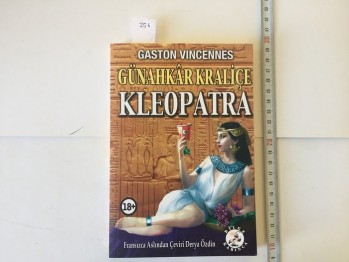 GASTON VINCENNES
GÜNAHKÂR KRALİÇE
KLEOPATRA
18+
Fransızca Aslından Çeviri Derya Özdin